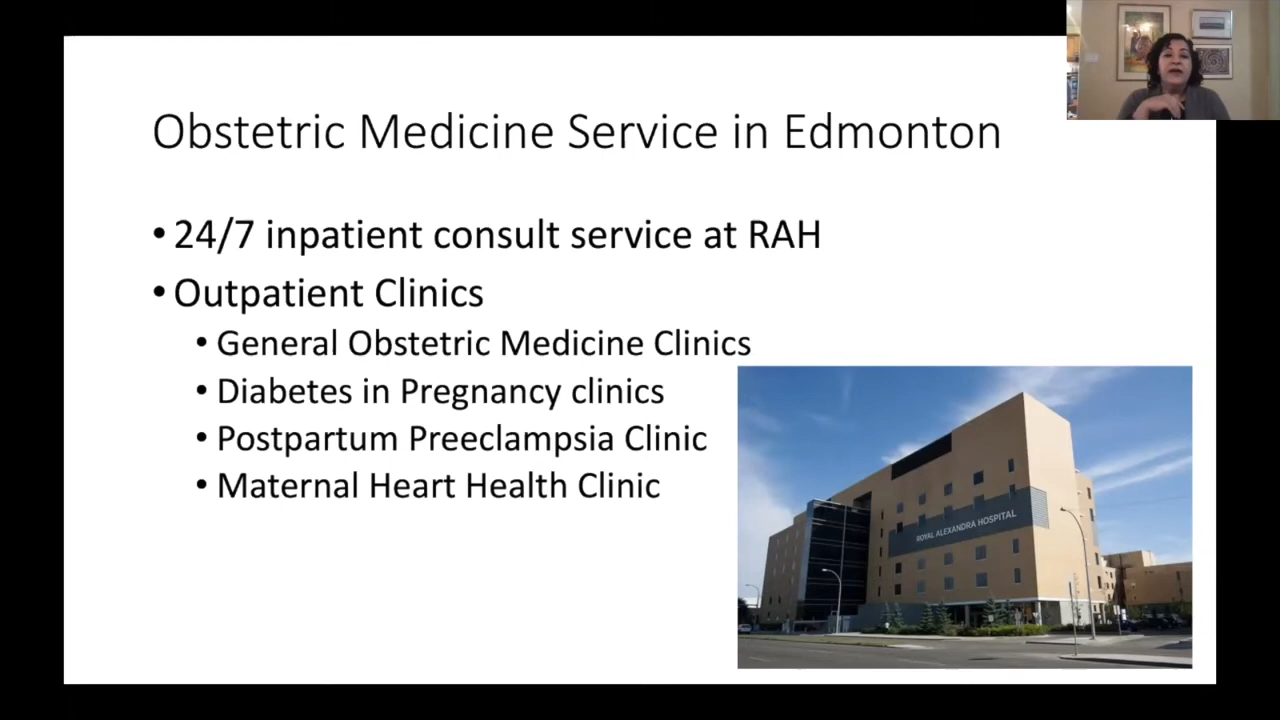 Obstetric Medicine Service in Edmonton
• 24/7 inpatient consult service at RAH
• Outpatient Clinics
• General Obstetric Medicine Clinics
• Diabetes in Pregnancy clinics
• Postpartum Preeclampsia Clinic
• Maternal Heart Health Clinic
ROYAL ALEXANDRA HOSPITAL